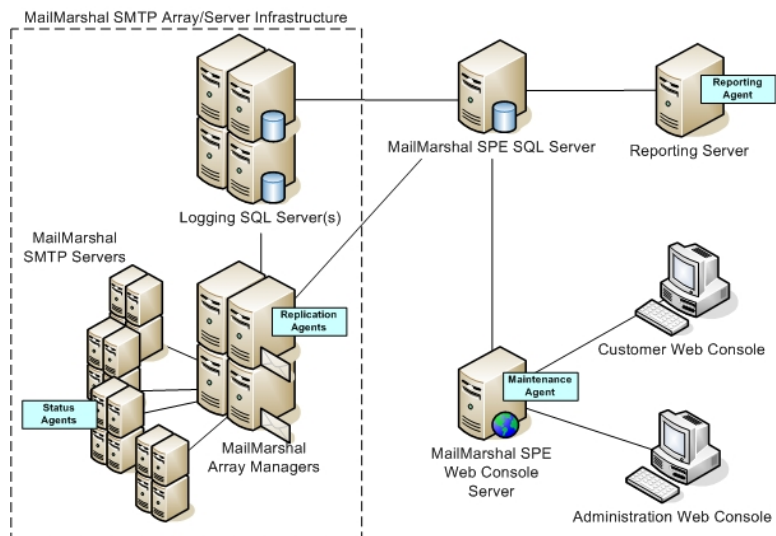 MailMarshal SMTP Array/Server Infrastructure
Reporting
Agent
MailMarshal SPE SQL Server
Reporting Server
Logging SQL Server(s)
MailMarshal
SMTP Servers
Replication
Agents
Customer Web Console
Maintenance
Agent
Status
Agents
MailMarshal
Array Managers
MailMarshal SPE
Web Console
Server
Administration Web Console